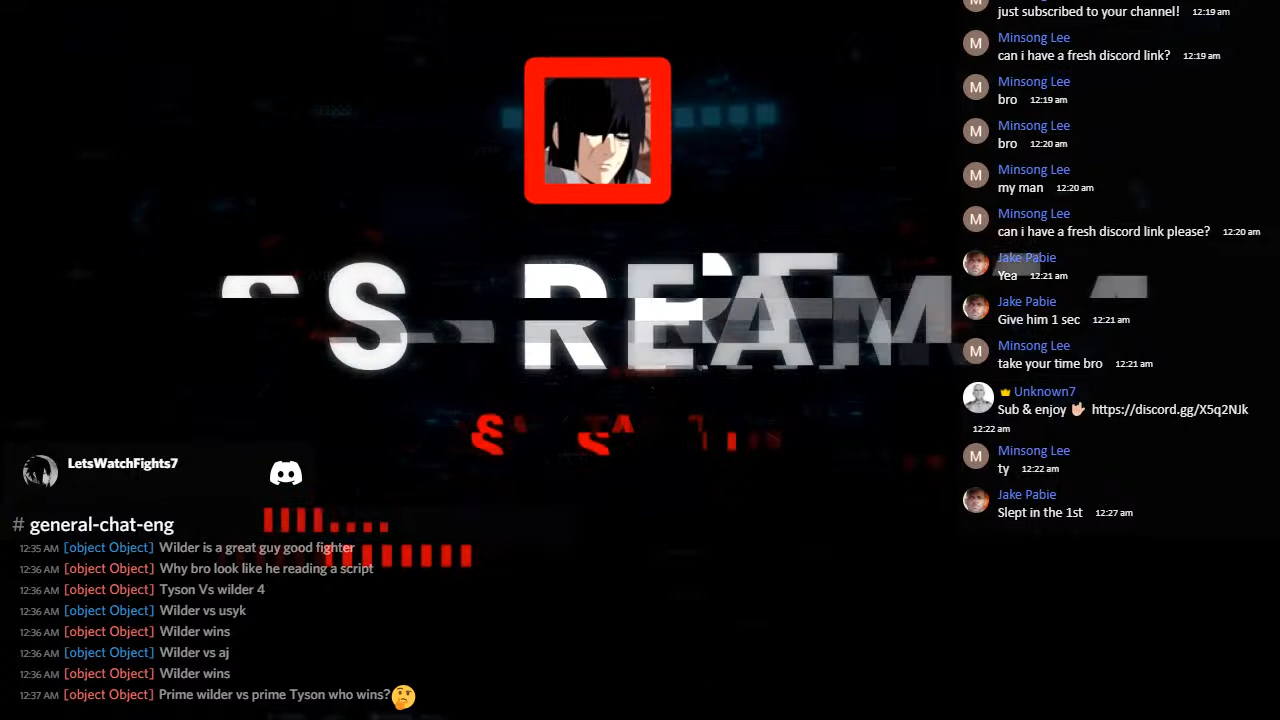 just subscribed to your channel! 12:19 am
M Minsong Lee
can i have a fresh discord link? 12:19 am
M Minsong Lee
bro 12:19 am
M Minsong Lee
bro 12:20 am
M Minsong Lee
my man 12:20 am
M Minsong Lee
can i have a fresh discord link please? 12:20 am
Jake Pabie
Yea 12:21 am
Jake Pabie
Give him 1 sec 12:21 am
M Minsong Lee
take your time bro 12:21 am
Unknown7
Sub & enjoy 🤟🏼 https://discord.gg/X5q2NJk
12:22 am
M Minsong Lee
ty 12:22 am
Jake Pabie
Slept in the 1st 12:27 am
LetsWatchFights7
# general-chat-eng
12:35 AM [object Object] Wilder is a great guy good fighter
12:36 AM [object Object] Why bro look like he reading a script
12:36 AM [object Object] Tyson Vs wilder 4
12:36 AM [object Object] Wilder vs usyk
12:36 AM [object Object] Wilder wins
12:36 AM [object Object] Wilder vs aj
12:36 AM [object Object] Wilder wins
12:37 AM [object Object] Prime wilder vs prime Tyson who wins?🤔